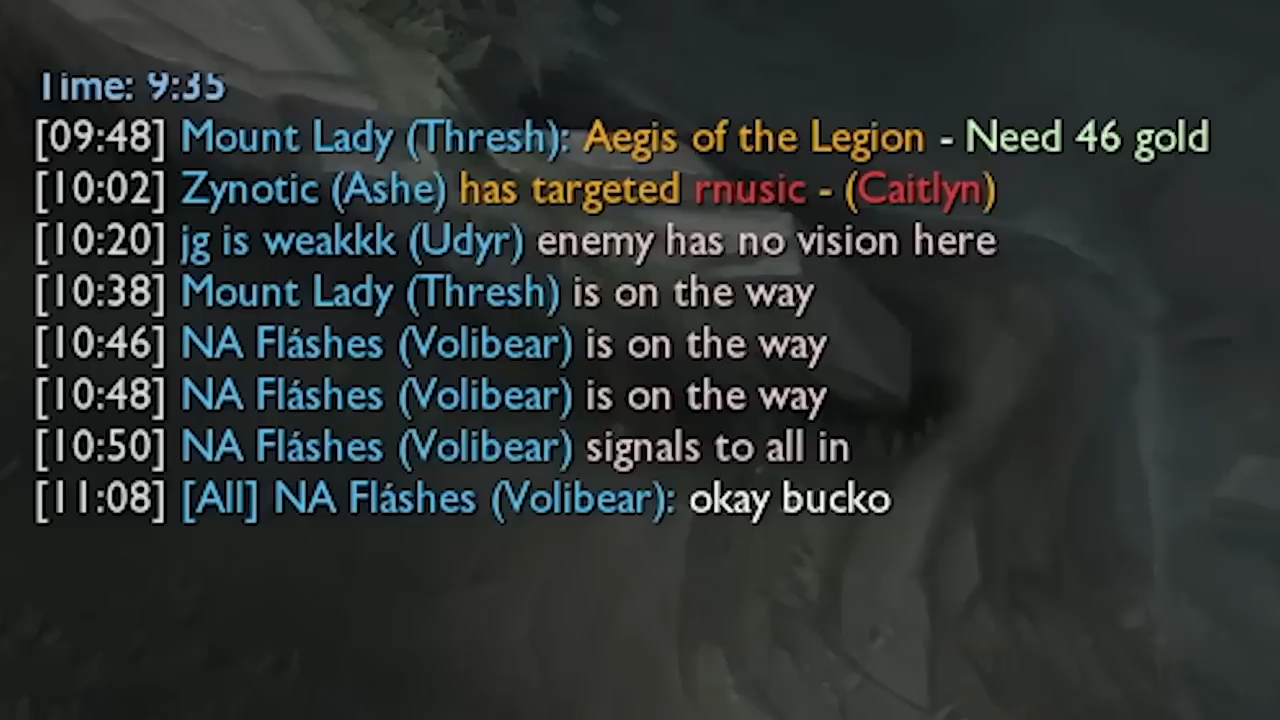 Time: 9:35
[09:48] Mount Lady (Thresh): Aegis of the Legion - Need 46 gold
[10:02] Zynotic (Ashe) has targeted rnusic - (Caitlyn)
[10:20] jg is weakkk (Udyr) enemy has no vision here
[10:38] Mount Lady (Thresh) is on the way
[10:46] NA Fláshes (Volibear) is on the way
[10:48] NA Fláshes (Volibear) is on the way
[10:50] NA Fláshes (Volibear) signals to all in
[11:08] [All] NA Fláshes (Volibear): okay bucko